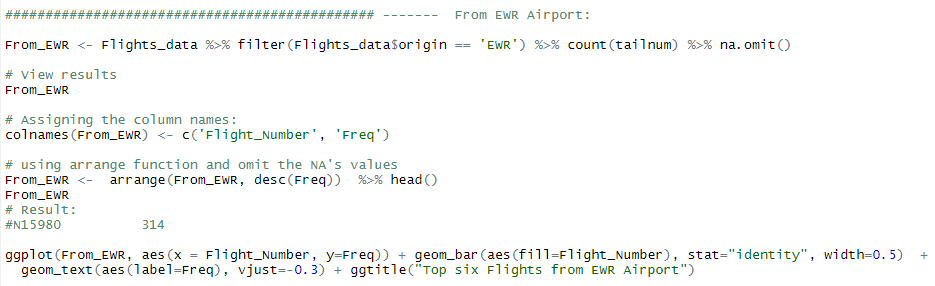 ############################################## -------  From EWR Airport:
From_EWR <- Flights_data %>% filter(Flights_data$origin == 'EWR') %>% count(tailnum) %>% na.omit()
# View results
From_EWR
# Assigning the column names:
colnames(From_EWR) <- c('Flight_Number', 'Freq')
# using arrange function and omit the NA's values
From_EWR <-  arrange(From_EWR, desc(Freq))  %>% head()
From_EWR
# Result:
#N15980          314
ggplot(From_EWR, aes(x = Flight_Number, y=Freq)) + geom_bar(aes(fill=Flight_Number), stat="identity", width=0.5)  +
  geom_text(aes(label=Freq), vjust=-0.3) + ggtitle("Top six Flights from EWR Airport")